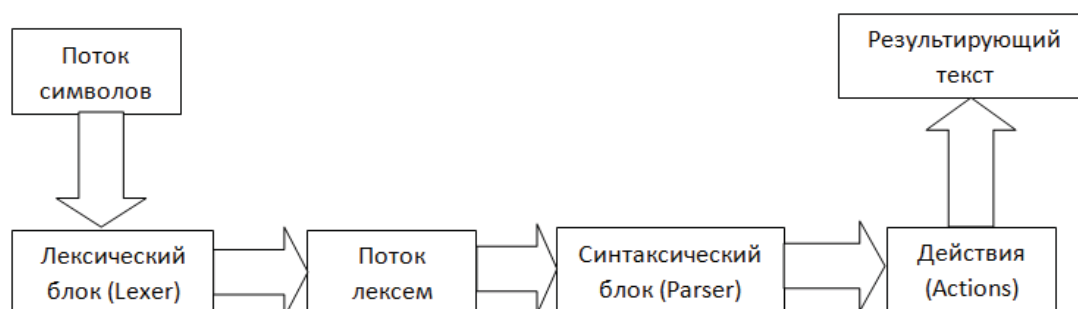 Поток
символов
Результирующий
текст
Лексический
блок (Lexer)
Поток
лексем
Синтаксический
блок (Parser)
Действия
(Actions)